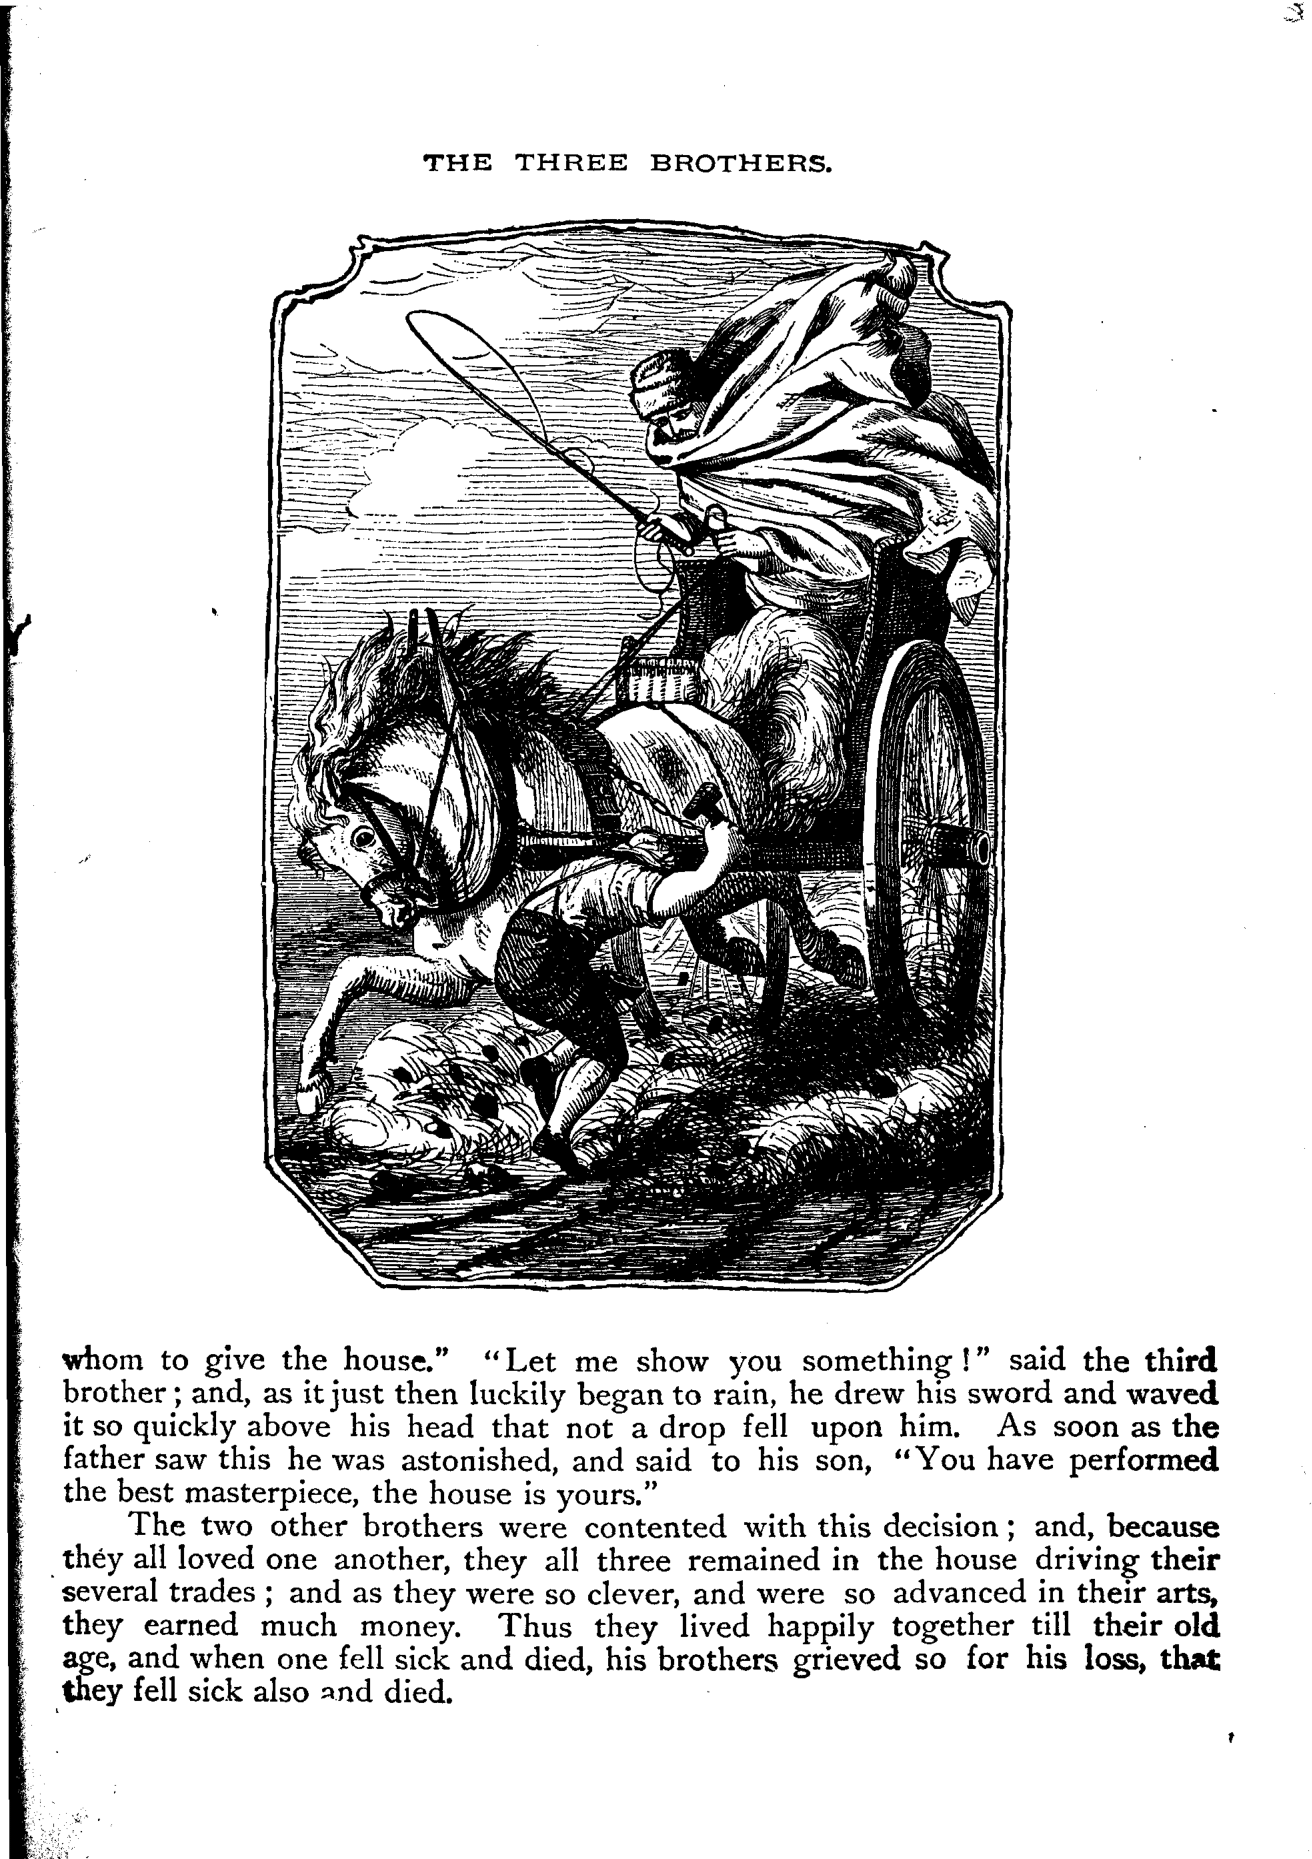 THE THREE BROTHERS.
whom to give the house.” “Let me show you something!” said the third
brother; and, as it just then luckily began to rain, he drew his sword and waved
it so quickly above his head that not a drop fell upon him. As soon as the
father saw this he was astonished, and said to his son, “You have performed
the best masterpiece, the house is yours.”
The two other brothers were contented with this decision; and, because
they all loved one another, they all three remained in the house driving their
several trades; and as they were so clever, and were so advanced in their arts,
they earned much money. Thus they lived happily together till their old
age, and when one fell sick and died, his brothers grieved so for his loss, that
they fell sick also and died.